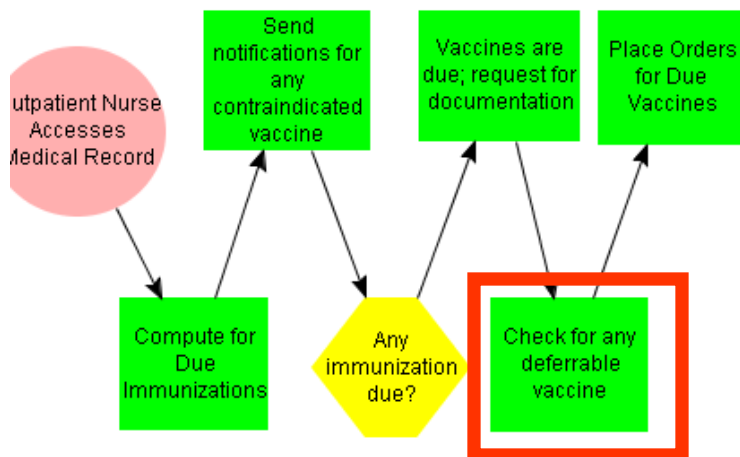 utpatient Nurse
Accesses
Medical Record
Compute for
Due
Immunizations
Send
notifications for
any
contraindicated
vaccine
Any
immunization
due?
Vaccines are
due; request for
documentation
Check for any
deferrable
vaccine
Place Orders
for Due
Vaccines